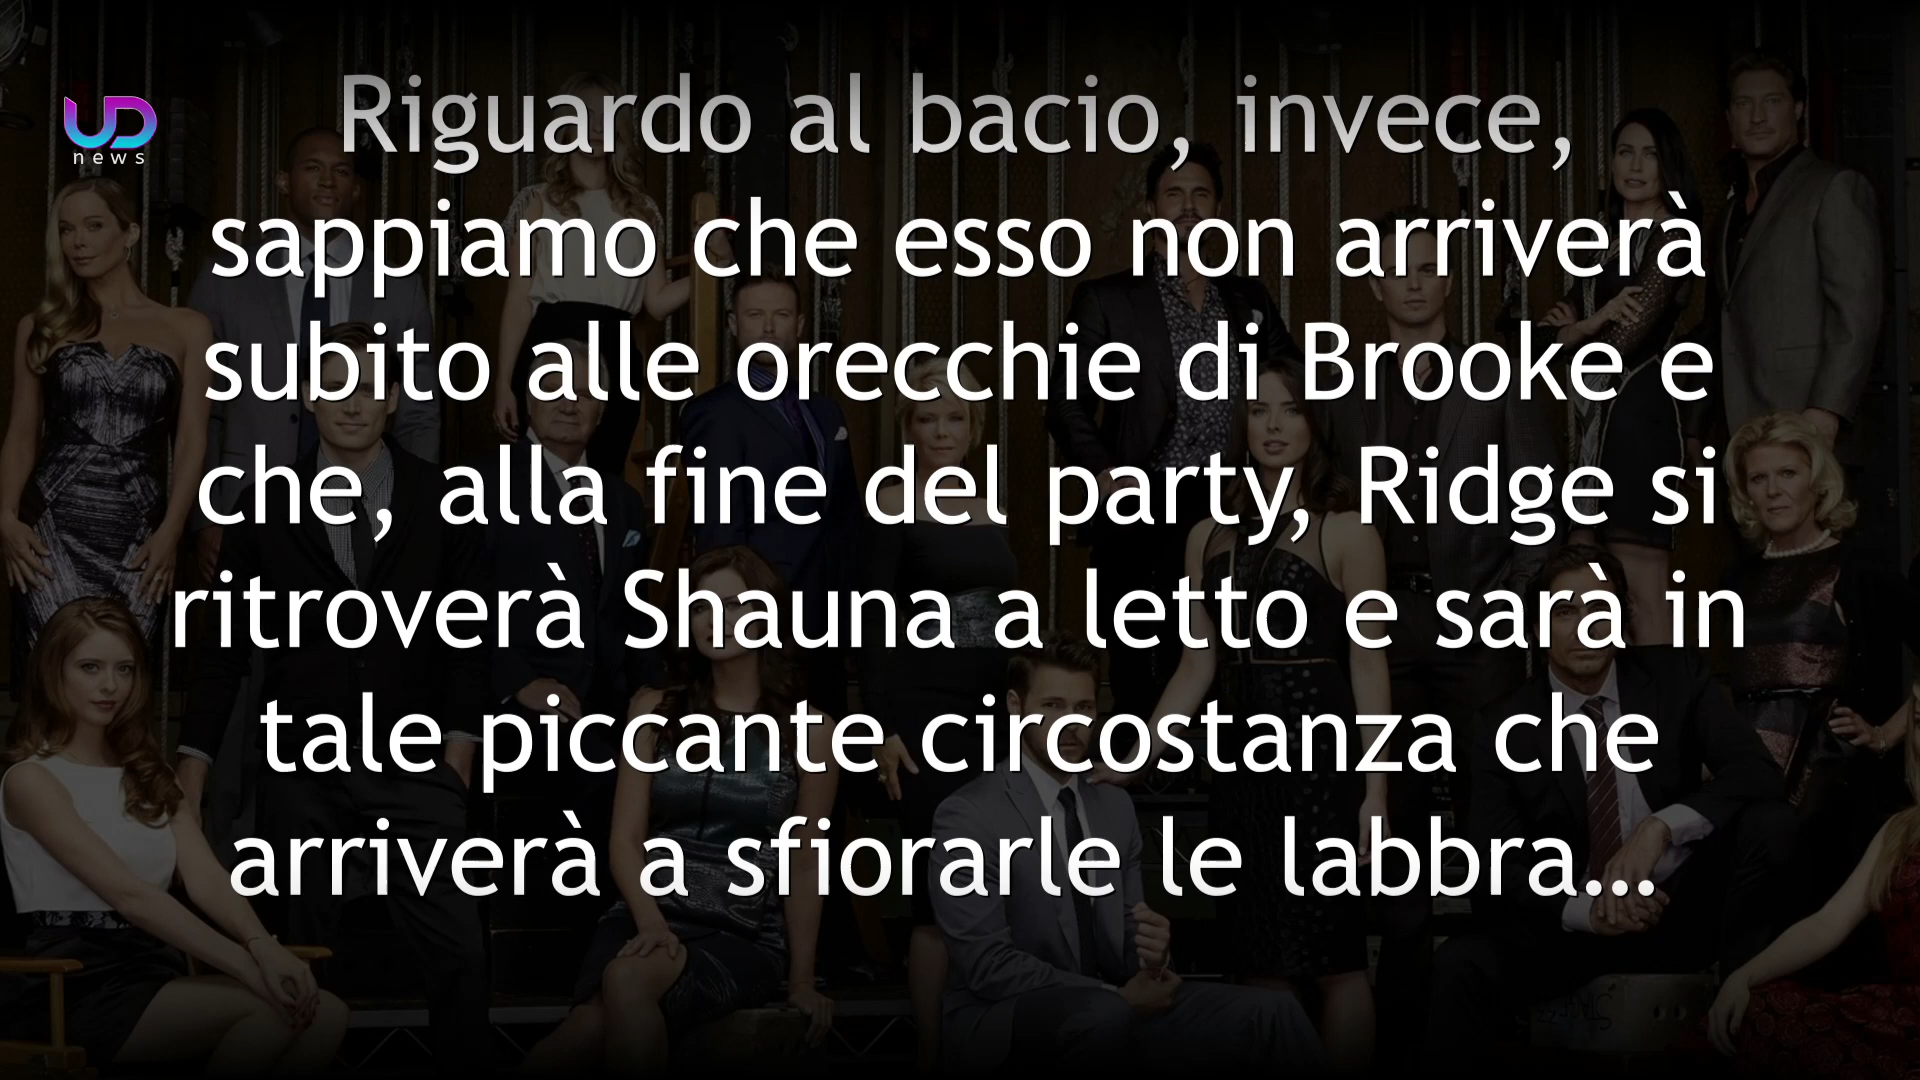 UD
news
Riguardo al bacio, invece,
sappiamo che esso non arriverà
subito alle orecchie di Brooke e
che, alla fine del party, Ridge si
ritroverà Shauna a letto e sarà in
tale piccante circostanza che
arriverà a sfiorarle le labbra...